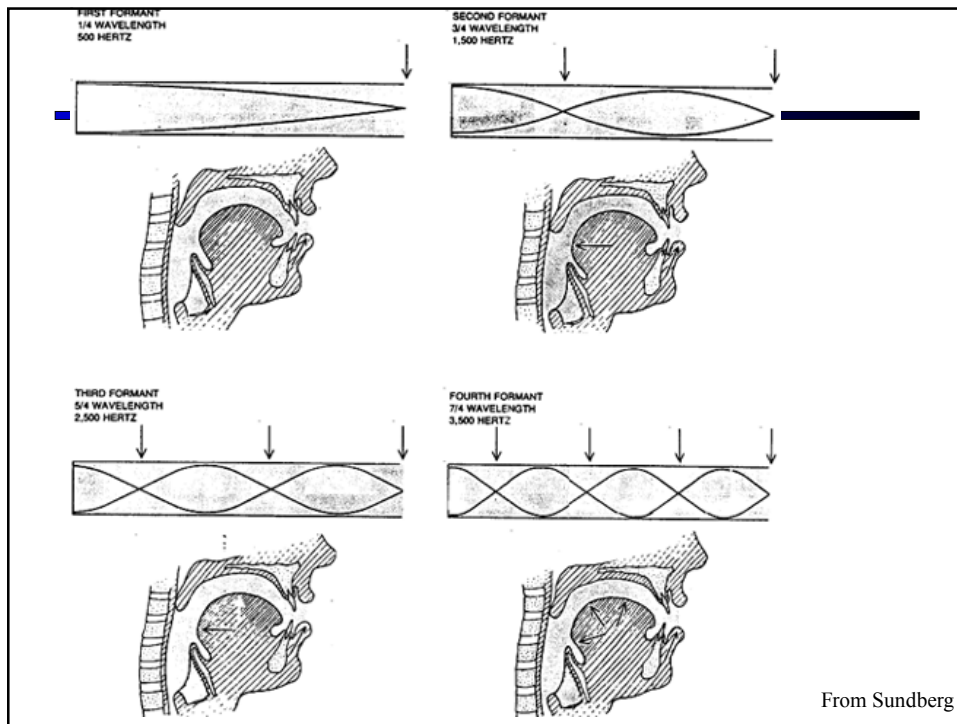 FIRST FORMANT
1/4 WAVELENGTH
500 HERTZ
SECOND FORMANT
3/4 WAVELENGTH
1,500 HERTZ
THIRD FORMANT
5/4 WAVELENGTH
2,500 HERTZ
FOURTH FORMANT
7/4 WAVELENGTH
3,500 HERTZ
From Sundberg